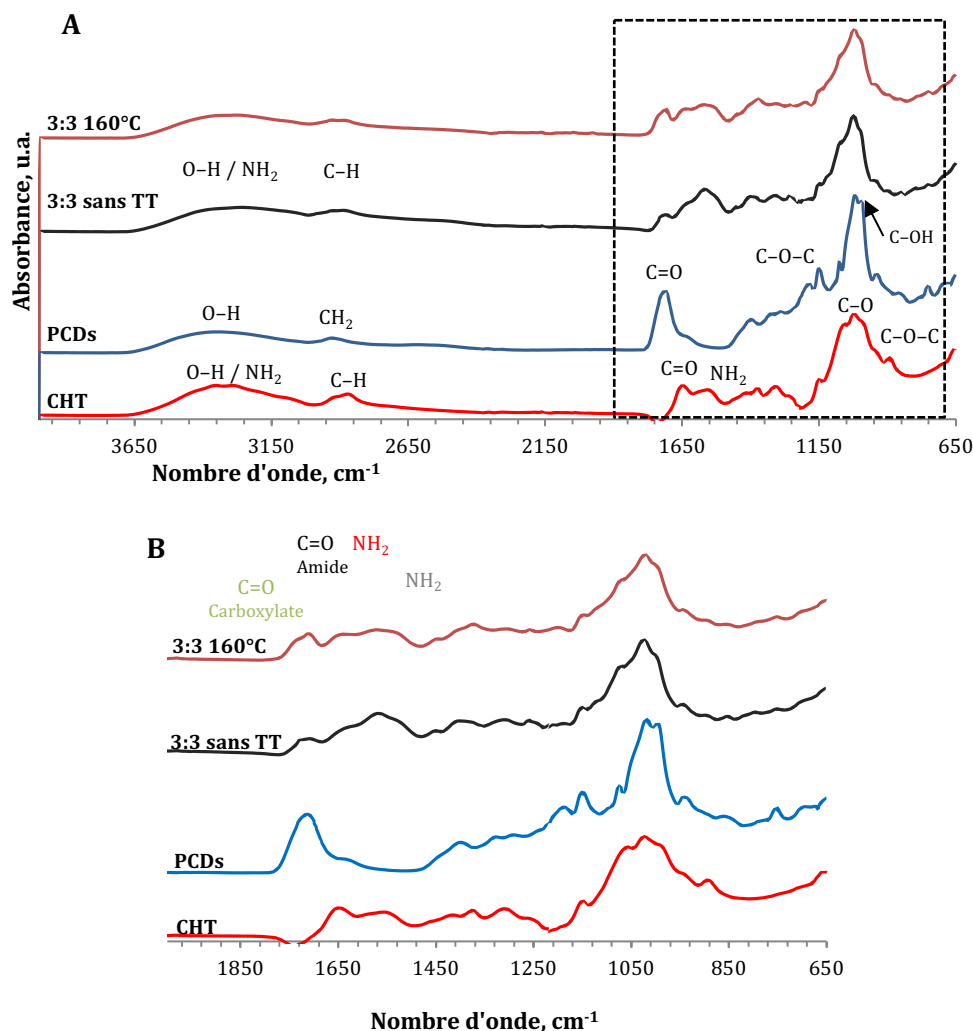 A
Absorbance, u.a.
3:3 160°C
O–H / NH₂
C–H
3:3 sans TT
C–OH
C–O–C
C=O
O–H
CH₂
PCDs
C–O
C–O–C
O–H / NH₂
C–H
C=O
NH₂
CHT
3650 3150 2650 2150 1650 1150 650
Nombre d'onde, cm⁻¹
B
C=O NH₂
Amide
NH₂
C=O
Carboxylate
3:3 160°C
3:3 sans TT
PCDs
CHT
1850 1650 1450 1250 1050 850 650
Nombre d'onde, cm⁻¹